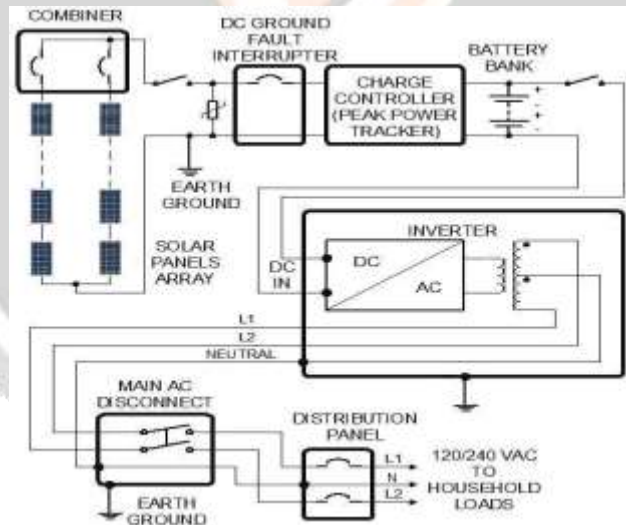 COMBINER
DC GROUND
FAULT
INTERRUPTER
BATTERY
BANK
CHARGE
CONTROLLER
(PEAK POWER
TRACKER)
+
-
+
-
EARTH
GROUND
SOLAR
PANELS
ARRAY
INVERTER
DC
IN
DC
AC
L1
L2
NEUTRAL
MAIN AC
DISCONNECT
DISTRIBUTION
PANEL
L1
N
L2
120/240 VAC
TO
HOUSEHOLD
LOADS
EARTH
GROUND